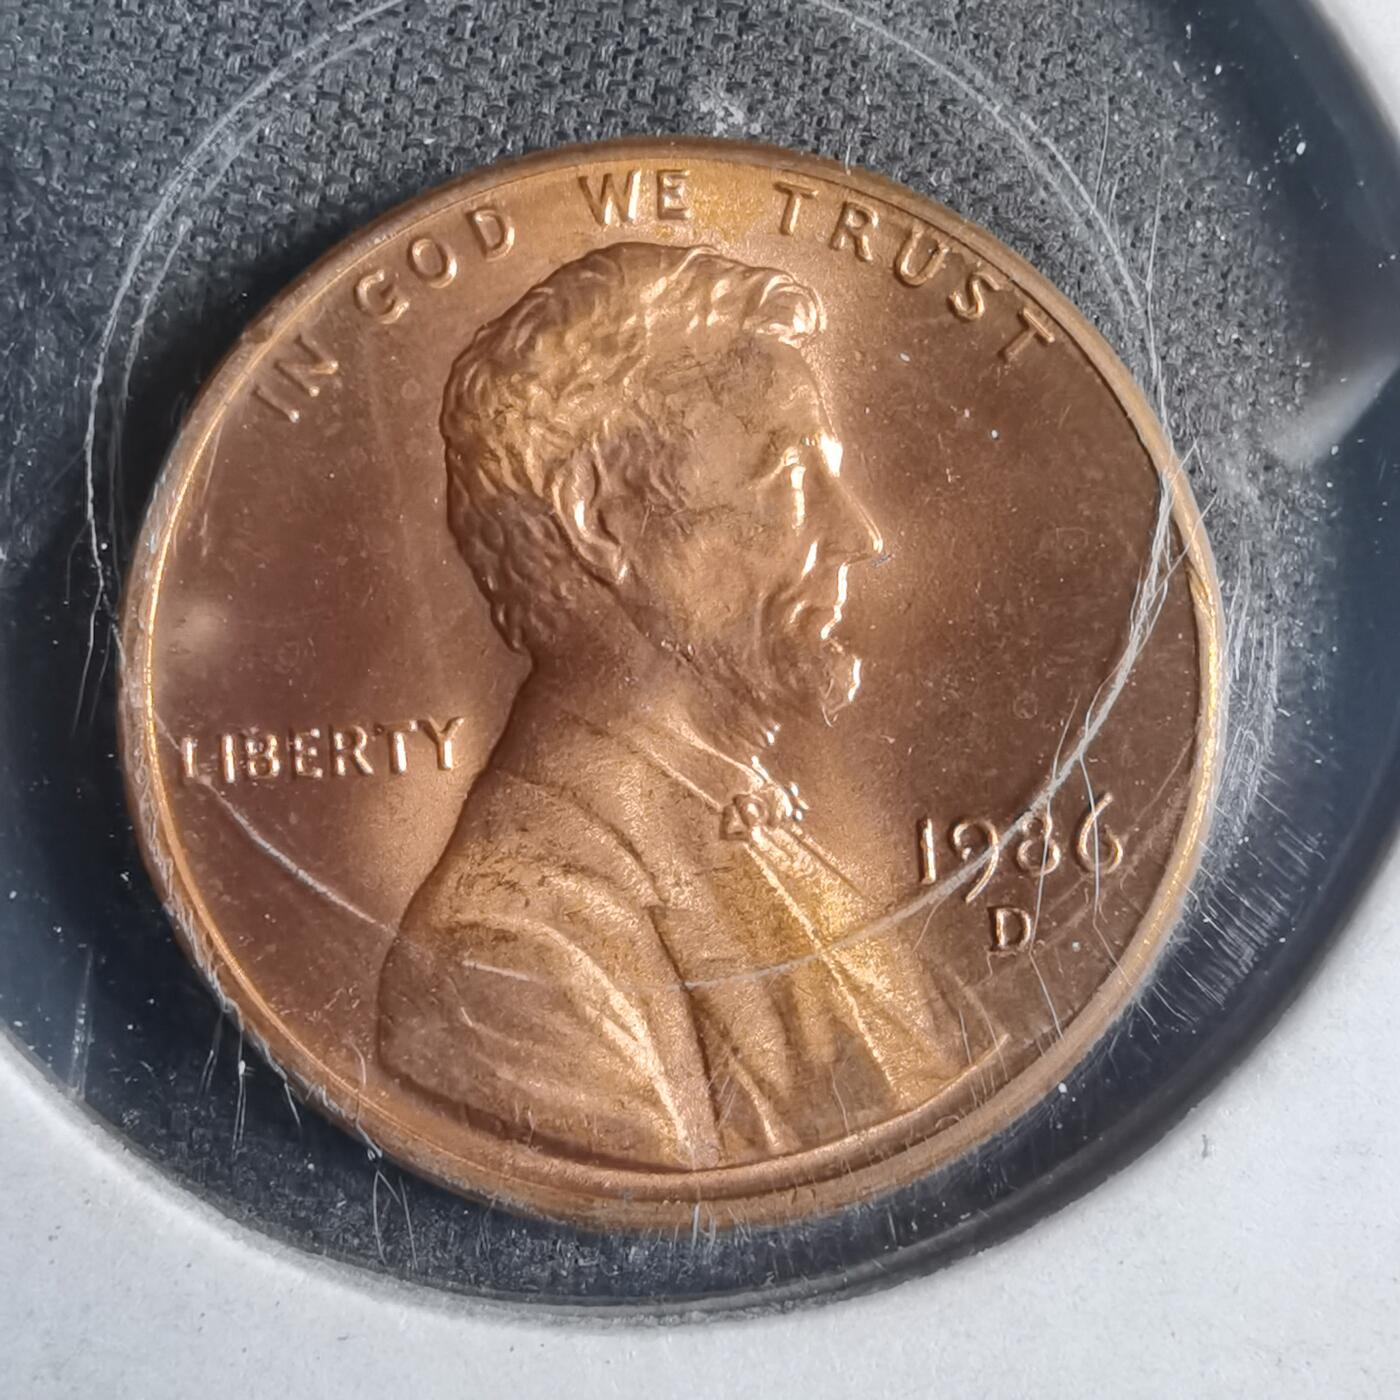 IN GOD WE TRUST
LIBERTY
1986
D